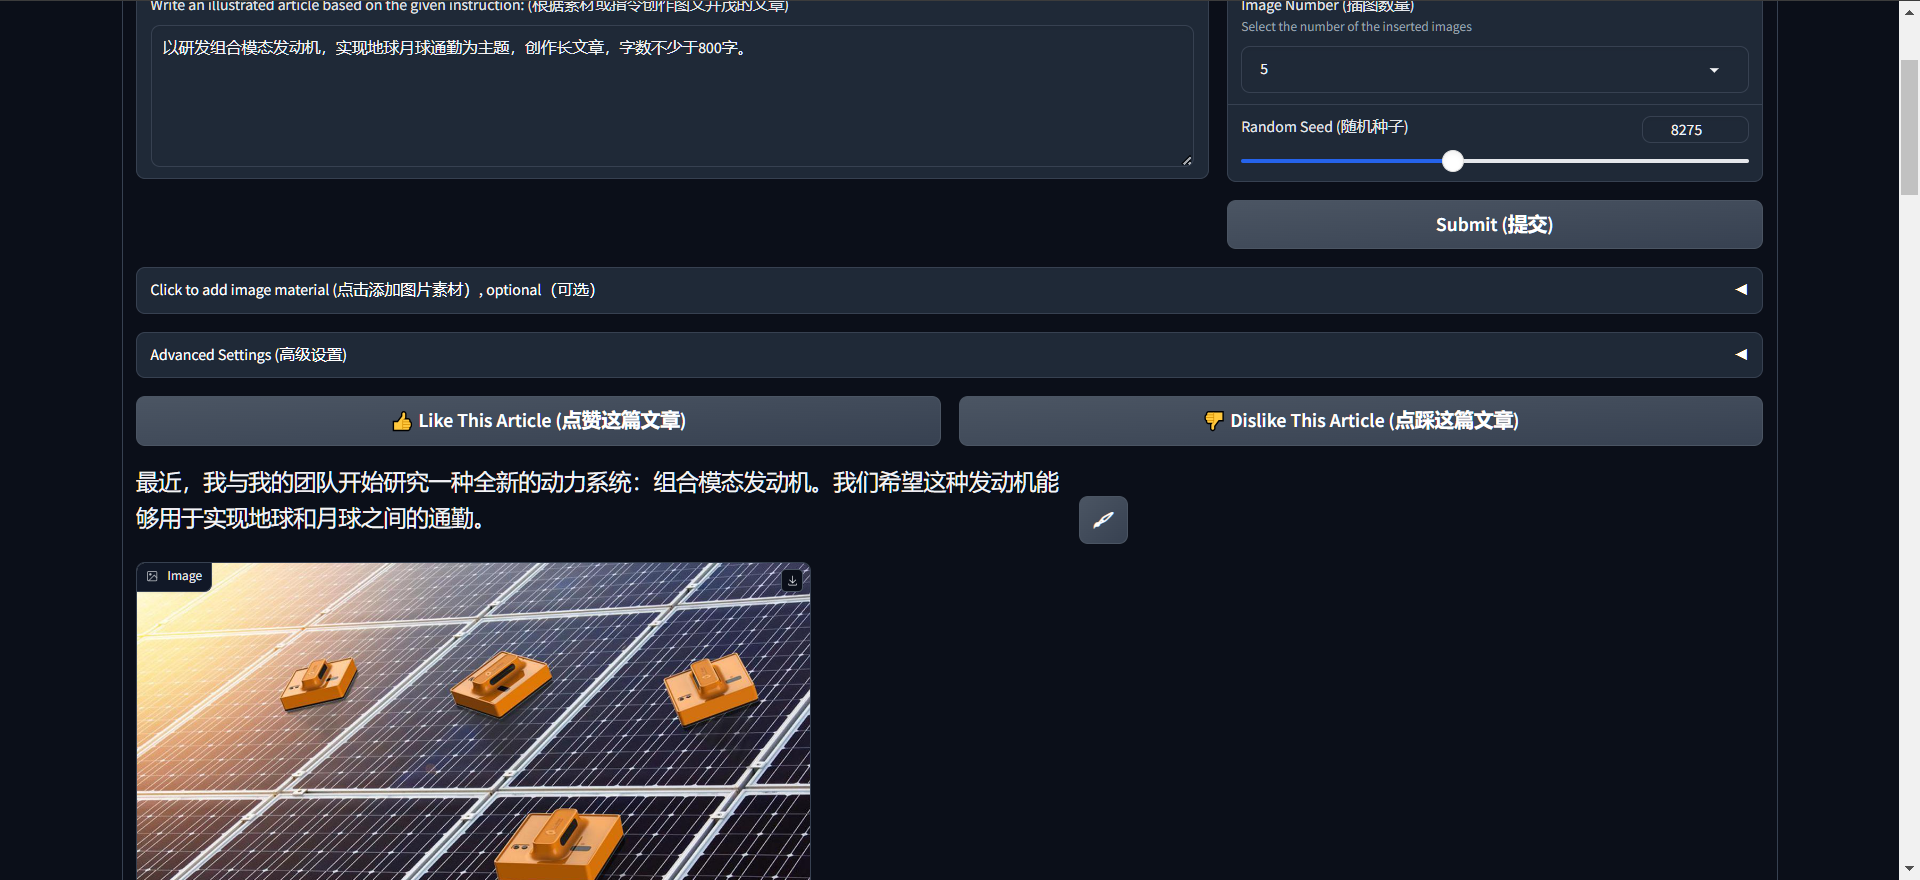 Write an illustrated article based on the given instruction: (根据素材或指令创作图文并茂的文章)
以研发组合模态发动机，实现地球月球通勤为主题，创作长文章，字数不少于800字。
Image Number (插图数量)
Select the number of the inserted images
5
Random Seed (随机种子)
8275
Submit (提交)
Click to add image material (点击添加图片素材）, optional（可选）
Advanced Settings (高级设置)
👍 Like This Article (点赞这篇文章)
👎 Dislike This Article (点踩这篇文章)
最近，我与我的团队开始研究一种全新的动力系统：组合模态发动机。我们希望这种发动机能
够用于实现地球和月球之间的通勤。
Image